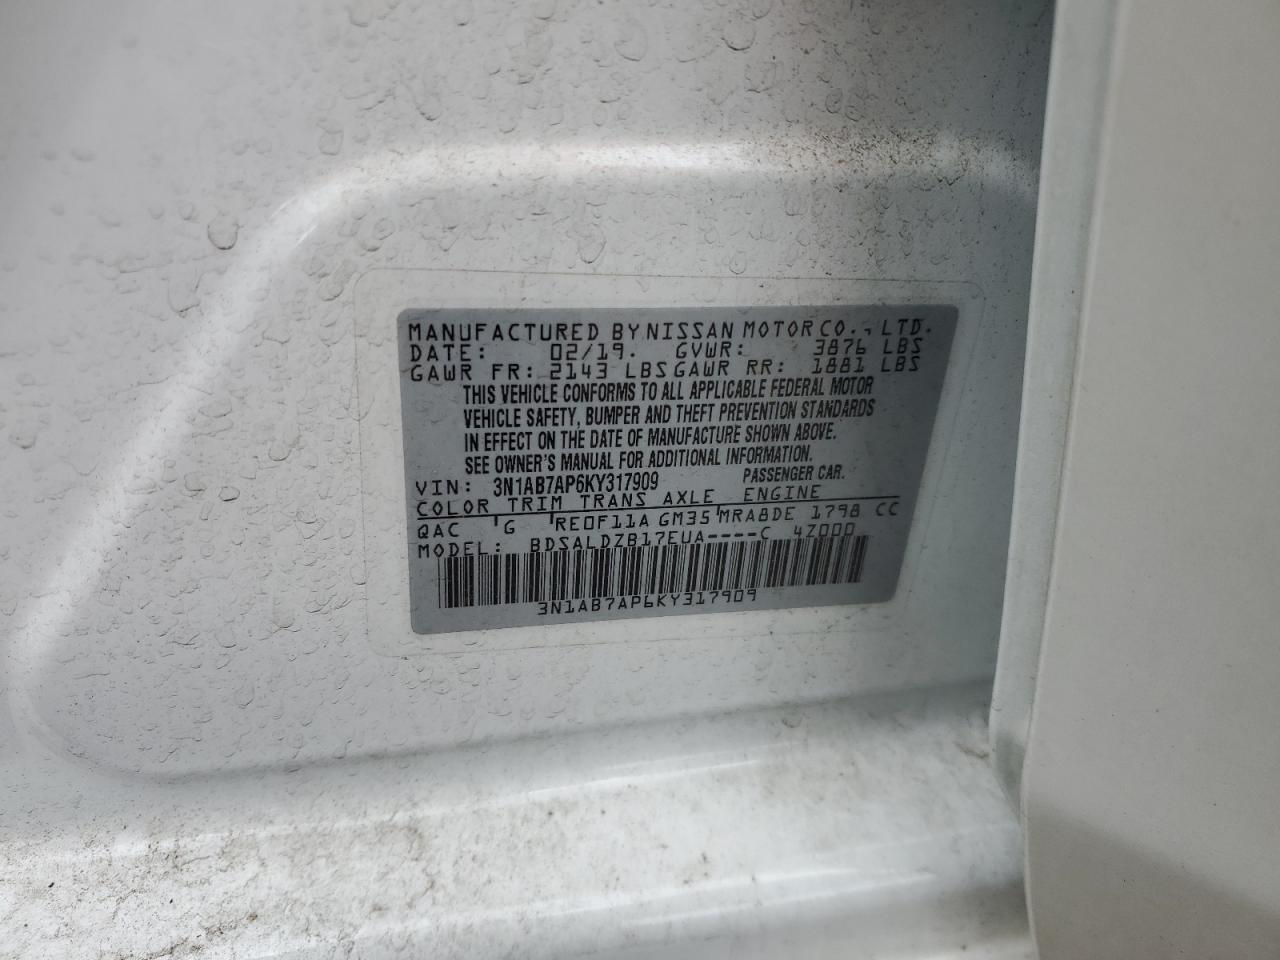 MANUFACTURED BY NISSAN MOTOR CO., LTD.
DATE: 02/19. GVWR: 3876 LBS
GAWR FR: 2143 LBS GAWR RR: 1881 LBS
THIS VEHICLE CONFORMS TO ALL APPLICABLE FEDERAL MOTOR
VEHICLE SAFETY, BUMPER AND THEFT PREVENTION STANDARDS
IN EFFECT ON THE DATE OF MANUFACTURE SHOWN ABOVE.
SEE OWNER'S MANUAL FOR ADDITIONAL INFORMATION.
VIN: 3N1AB7AP6KY317909 PASSENGER CAR.
COLOR TRIM TRANS AXLE ENGINE
QAC G RE0F11A GM35 MRA8DE 1798 CC
MODEL: BDSALDZB17EUA----C 4Z000
3N1AB7AP6KY317909